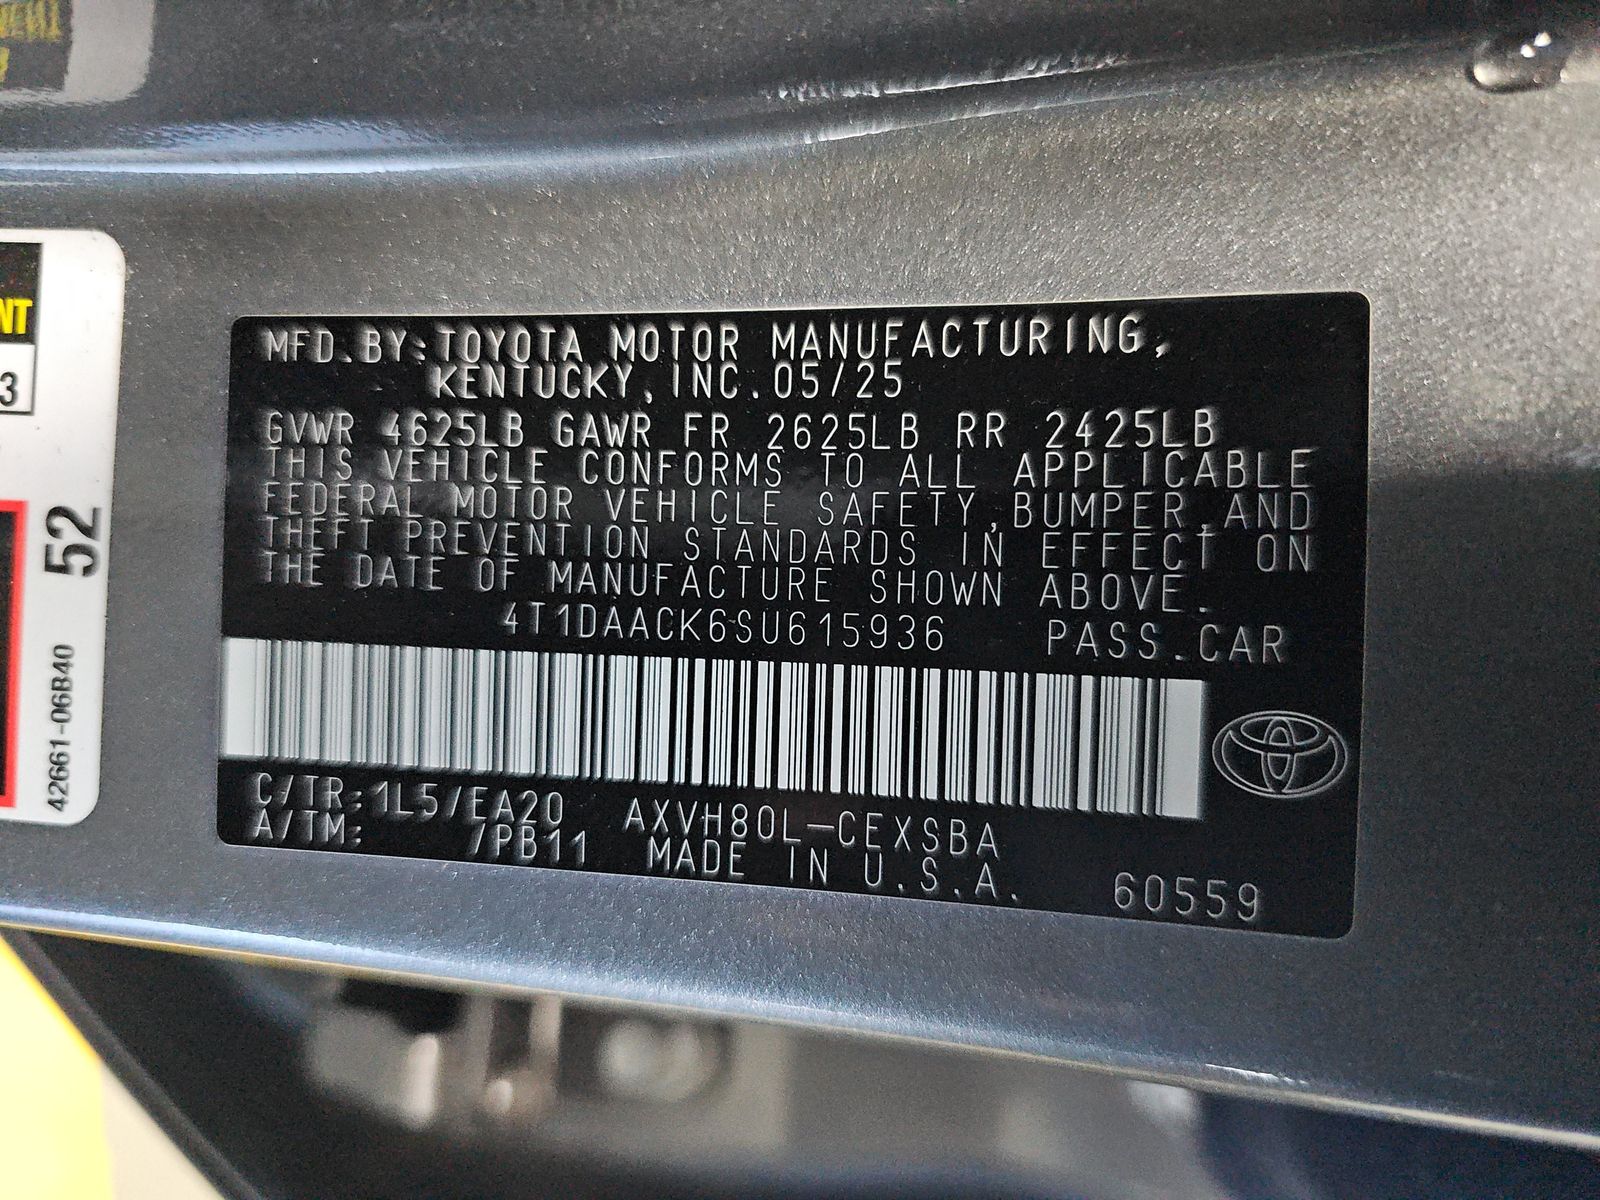 MFD.BY:TOYOTA MOTOR MANUFACTURING,
KENTUCKY,INC.05/25
GVWR 4625LB GAWR FR 2625LB RR 2425LB
THIS VEHICLE CONFORMS TO ALL APPLICABLE
FEDERAL MOTOR VEHICLE SAFETY,BUMPER,AND
THEFT PREVENTION STANDARDS IN EFFECT ON
THE DATE OF MANUFACTURE SHOWN ABOVE.
4T1DAACK6SU615936 PASS.CAR
C/TR:1L5/EA20 AXVH80L-CEXSBA
A/TM: /PB11 MADE IN U.S.A.
60559
NT
3
52
42661-06B40